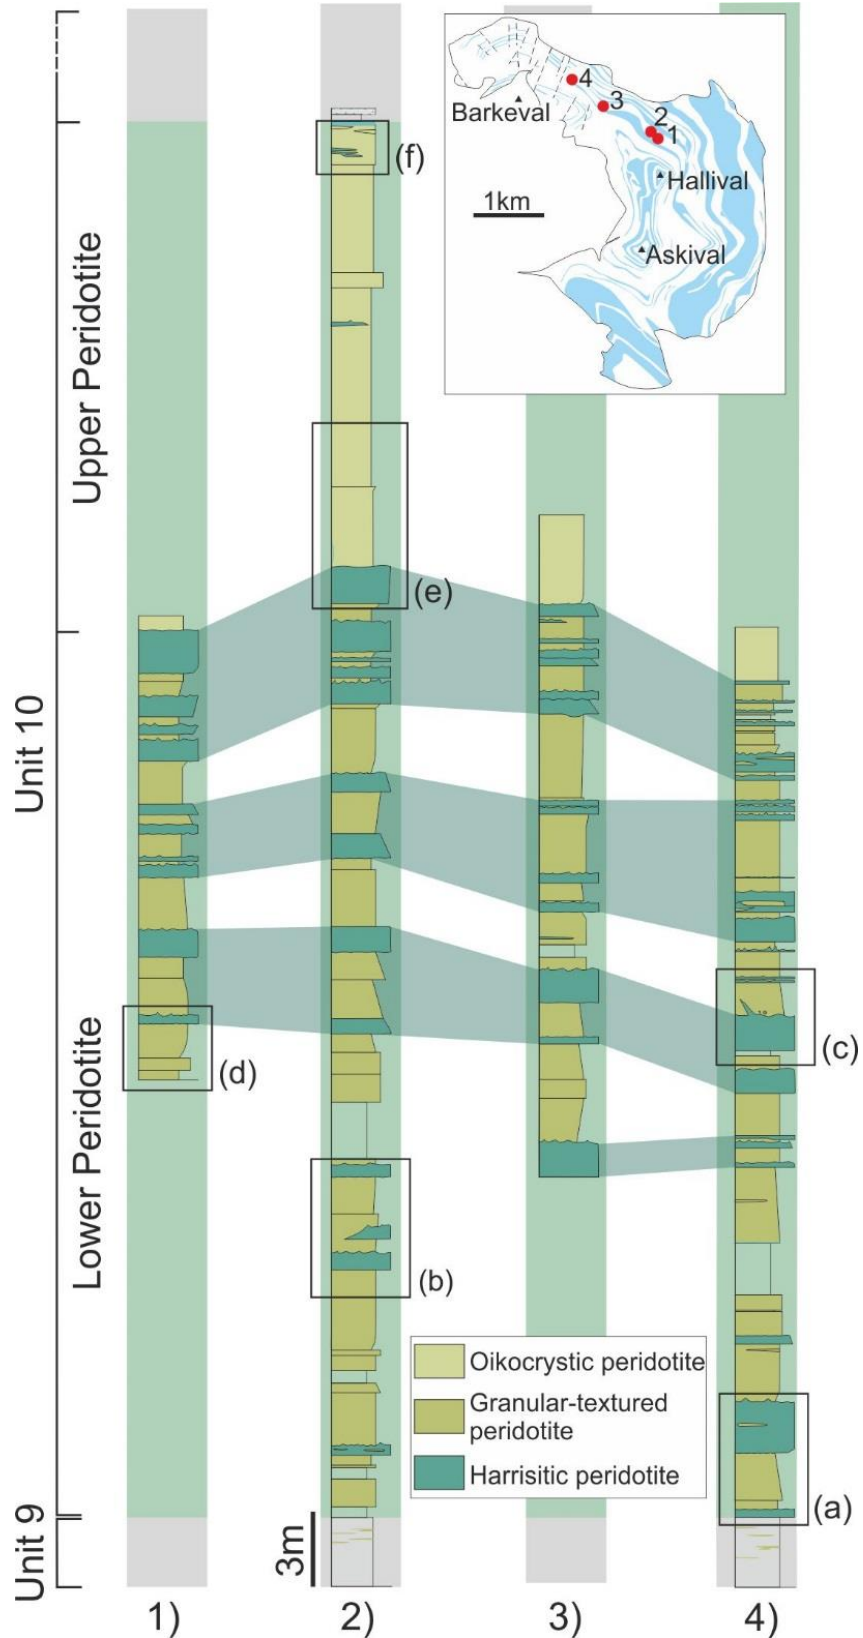 4
3
Barkeval
2
1
Hallival
1km
Askival
(f)
Upper Peridotite
(e)
Unit 10
(c)
(d)
Lower Peridotite
(b)
Oikocrystic peridotite
Granular-textured
peridotite
Harrisitic peridotite
(a)
Unit 9
3m
1)
2)
3)
4)